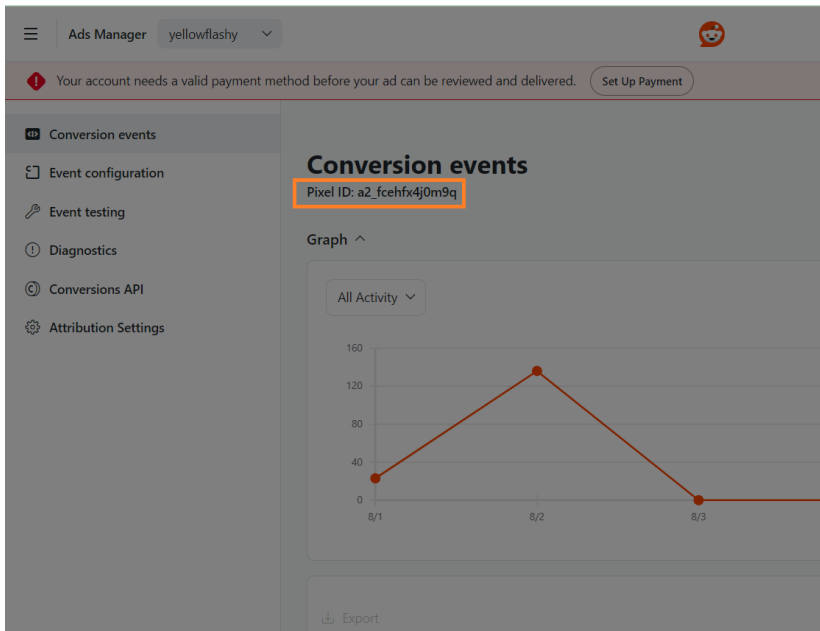 Ads Manager yellowflashy
Your account needs a valid payment method before your ad can be reviewed and delivered. Set Up Payment
Conversion events
Event configuration
Event testing
Diagnostics
Conversions API
Attribution Settings
Conversion events
Pixel ID: a2_fcehfx4j0m9q
Graph
All Activity
160
120
80
40
0
8/1 8/2 8/3
Export